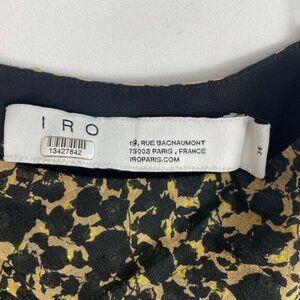 IRO
13427842
19, RUE BACHAUMONT
75002 PARIS, FRANCE
IROPARIS.COM
34